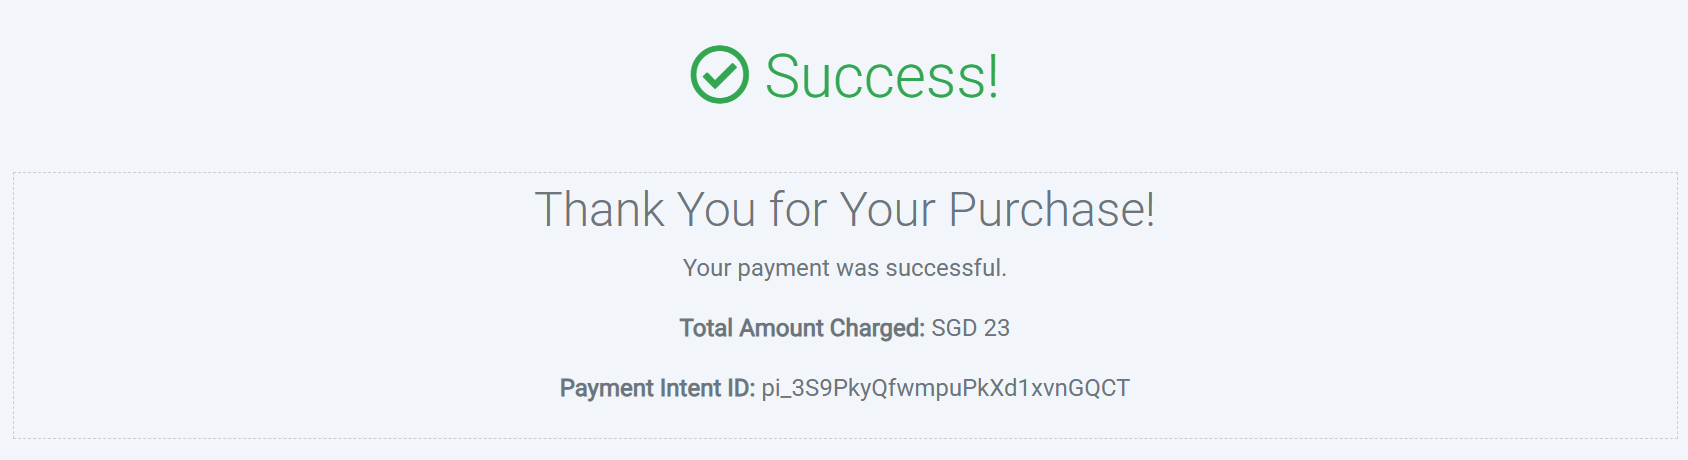 Success!
Thank You for Your Purchase!
Your payment was successful.
Total Amount Charged: SGD 23
Payment Intent ID: pi_3S9PkyQfwmpuPkXd1xvnGQCT